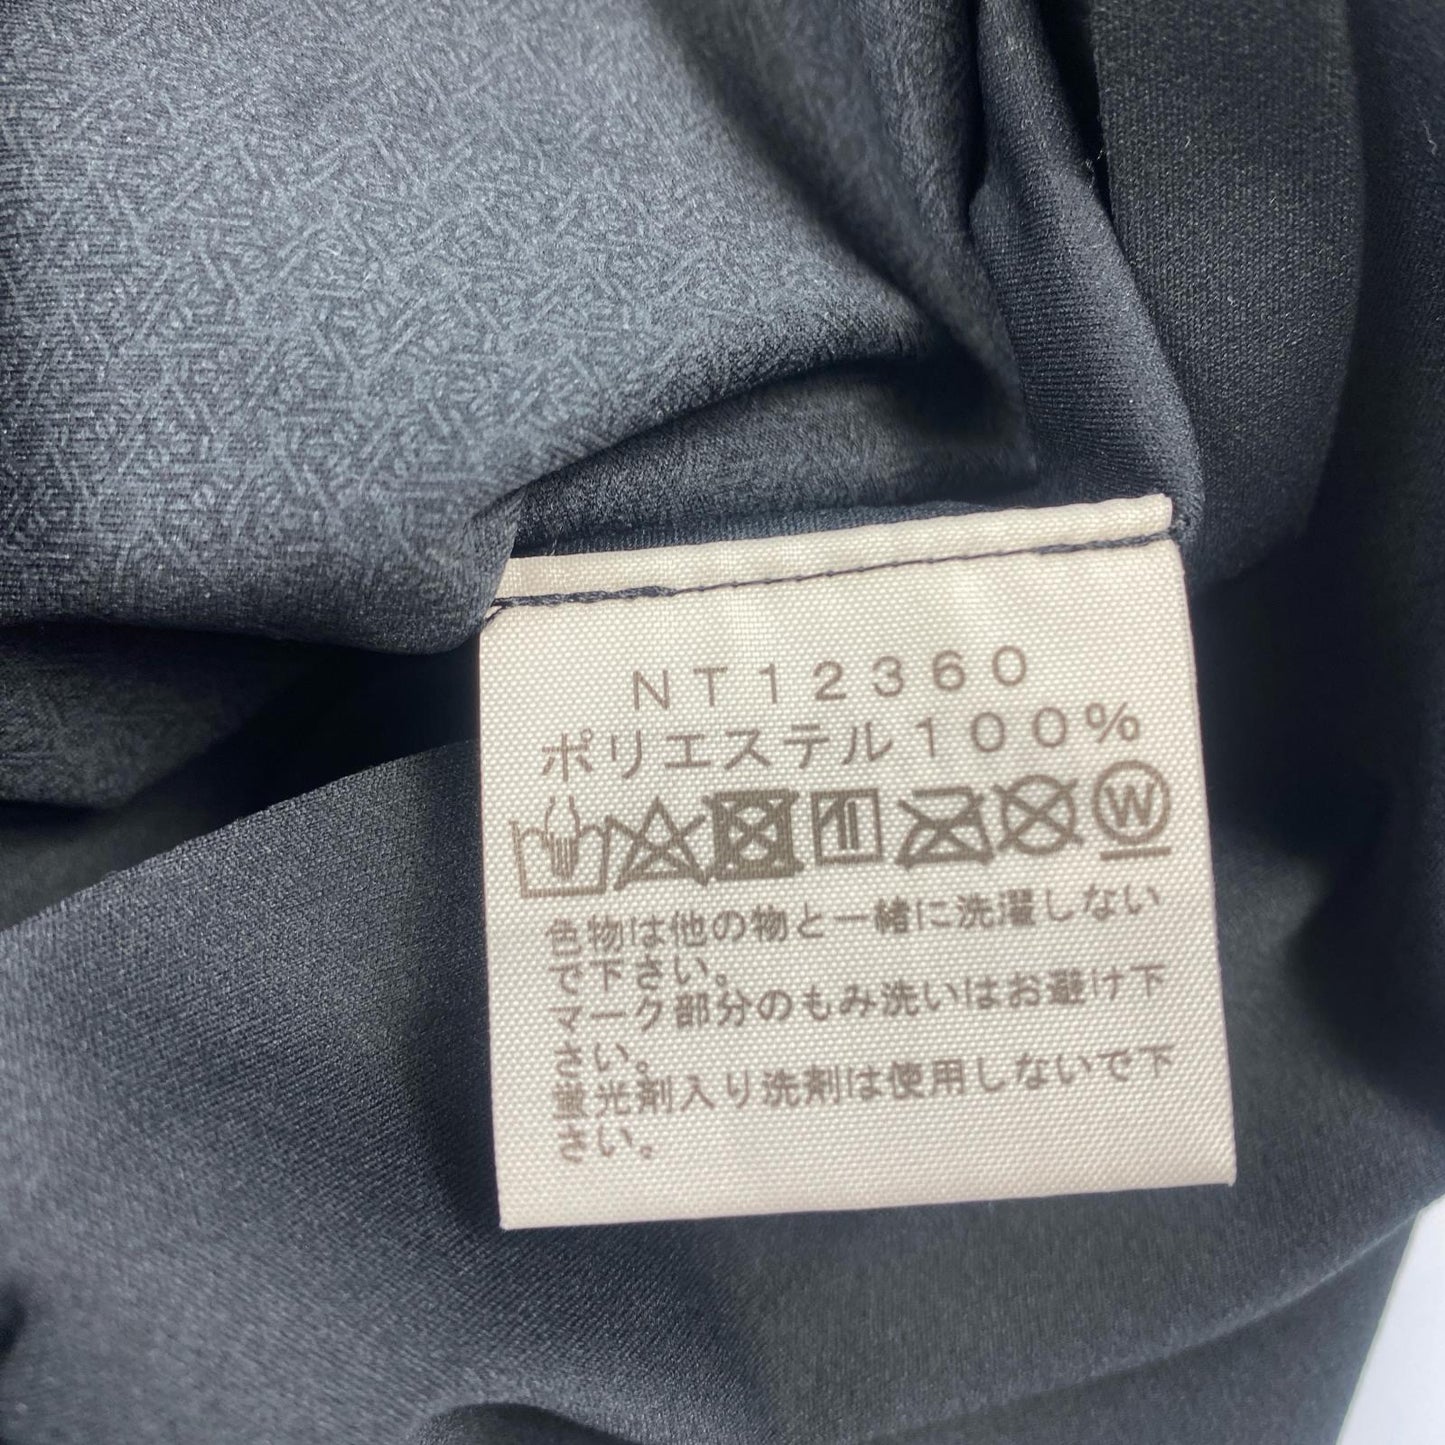 NT12360
ポリエステル100%
W
色物は他の物と一緒に洗濯しない
で下さい。
マーク部分のもみ洗いはお避け下
さい。
蛍光剤入り洗剤は使用しないで下
さい。